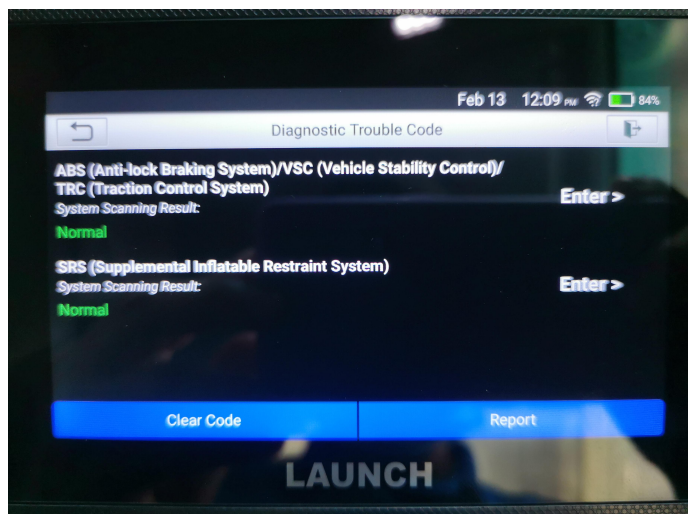 Feb 13 12:09 PM 84%
Diagnostic Trouble Code
ABS (Anti-lock Braking System)/VSC (Vehicle Stability Control)/
TRC (Traction Control System)
Enter >
System Scanning Result:
Normal
SRS (Supplemental Inflatable Restraint System)
Enter >
System Scanning Result:
Normal
Clear Code
Report
LAUNCH